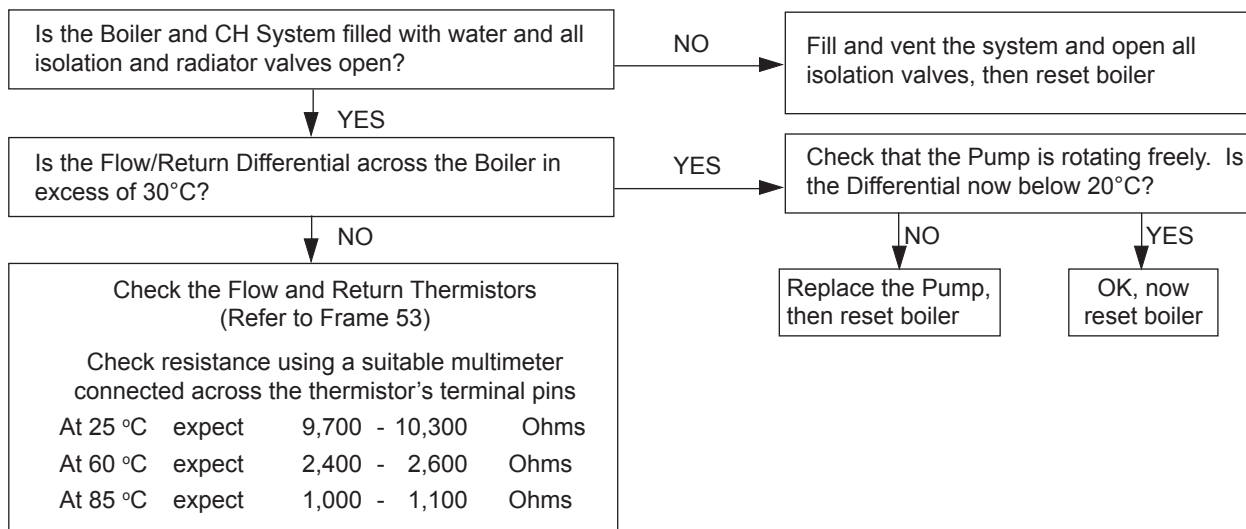 Is the Boiler and CH System filled with water and all
isolation and radiator valves open?
NO
Fill and vent the system and open all
isolation valves, then reset boiler
YES
Is the Flow/Return Differential across the Boiler in
excess of 30°C?
YES
Check that the Pump is rotating freely.  Is
the Differential now below 20°C?
NO
NO
YES
Replace the Pump,
then reset boiler
OK, now
reset boiler
Check the Flow and Return Thermistors
(Refer to Frame 53)
Check resistance using a suitable multimeter
connected across the thermistor’s terminal pins
At 25 °C expect 9,700 - 10,300 Ohms
At 60 °C expect 2,400 - 2,600 Ohms
At 85 °C expect 1,000 - 1,100 Ohms